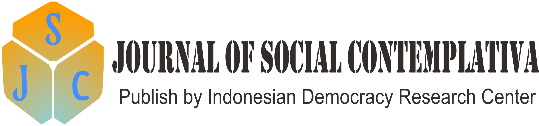 S
J C
JOURNAL OF SOCIAL CONTEMPLATIVA
Publish by Indonesian Democracy Research Center